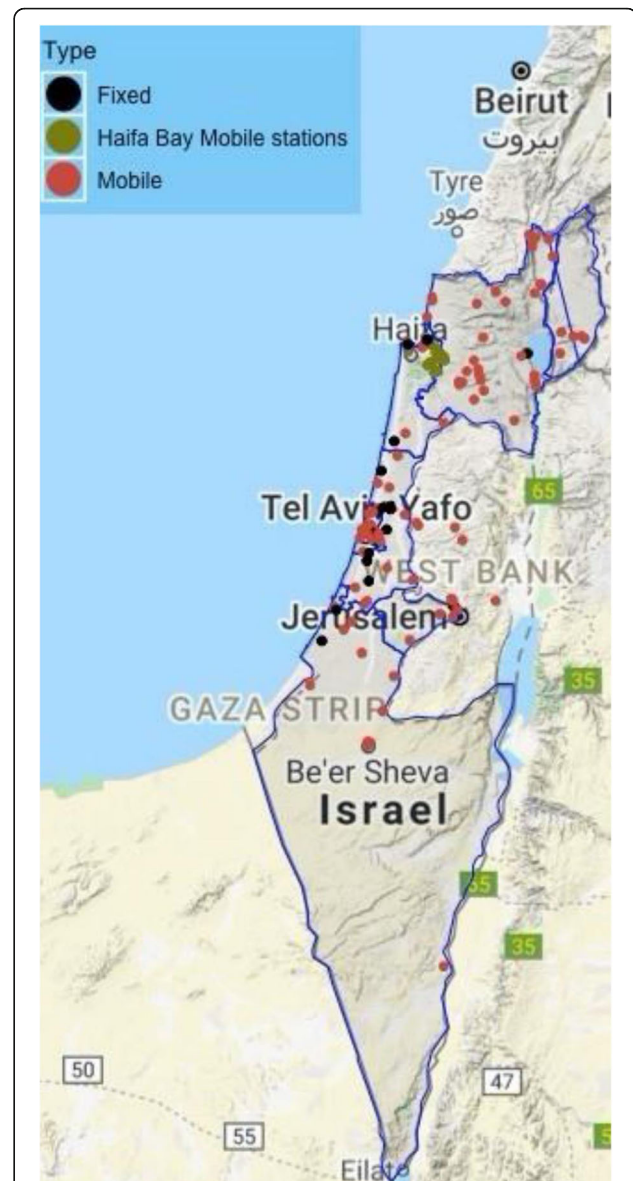 Type
Fixed
Haifa Bay Mobile stations
Mobile
Beirut
بيروت
Tyre
صور
Haifa
65
Tel Aviv-Yafo
WEST BANK
Jerusalem
35
GAZA STRIP
Be'er Sheva
Israel
65
35
50
47
55
5
Eilat